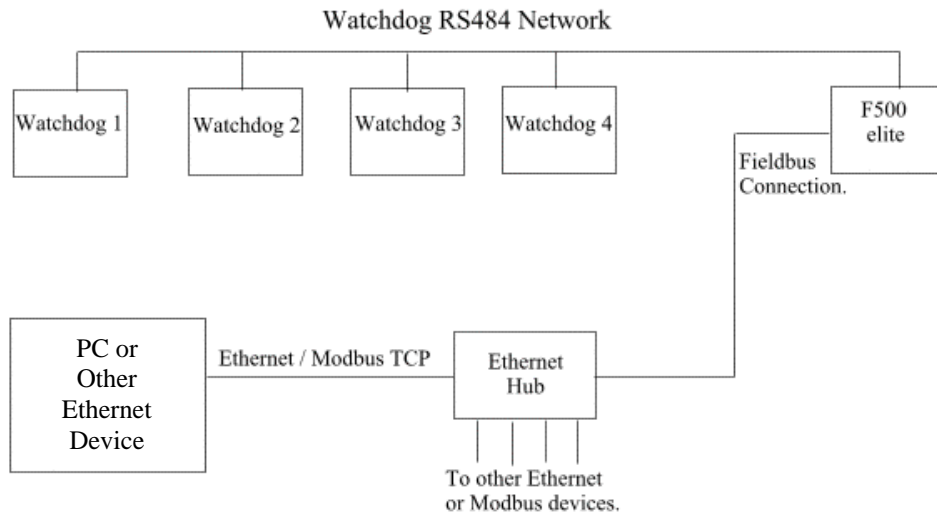 Watchdog RS484 Network
Watchdog 1
Watchdog 2
Watchdog 3
Watchdog 4
F500
elite
Fieldbus
Connection.
PC or
Other
Ethernet
Device
Ethernet / Modbus TCP
Ethernet
Hub
To other Ethernet
or Modbus devices.